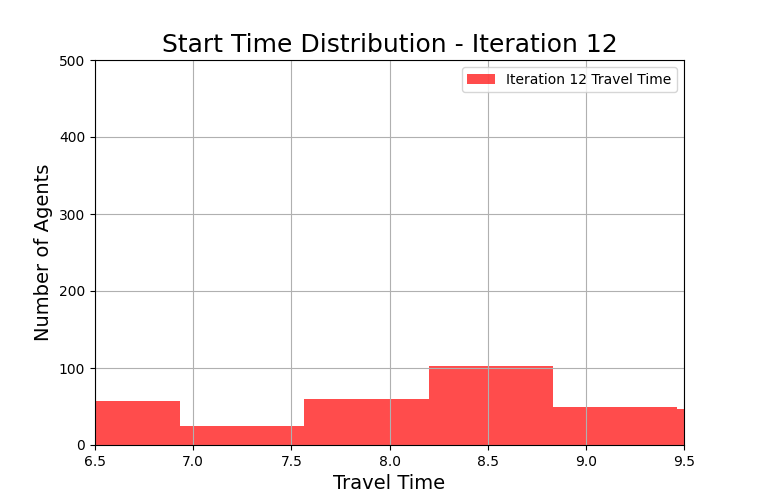 Start Time Distribution - Iteration 12
Iteration 12 Travel Time
500
400
300
200
100
0
Number of Agents
6.5 7.0 7.5 8.0 8.5 9.0 9.5
Travel Time